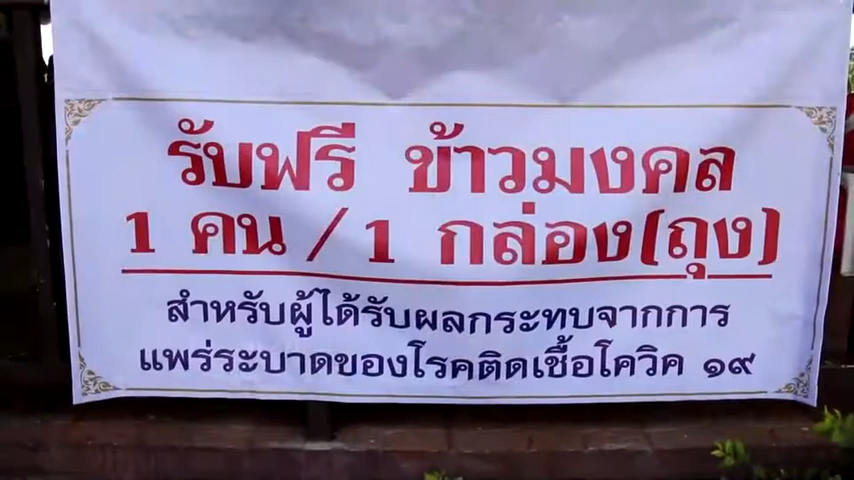 รับฟรี ข้าวมงคล
1 คน / 1 กล่อง(ถุง)
สำหรับผู้ได้รับผลกระทบจากการ
แพร่ระบาดของโรคติดเชื้อโควิค ๑๙